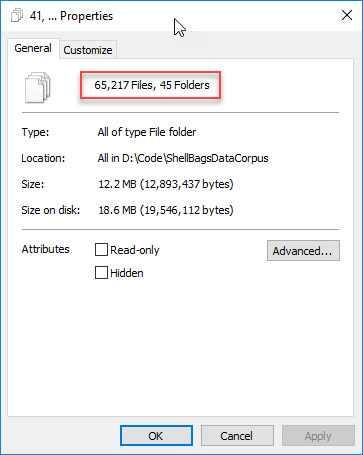 41, ... Properties
General Customize
65,217 Files, 45 Folders
Type: All of type File folder
Location: All in D:\Code\ShellBagsDataCorpus
Size: 12.2 MB (12,893,437 bytes)
Size on disk: 18.6 MB (19,546,112 bytes)
Attributes Read-only Advanced...
Hidden
OK Cancel Apply